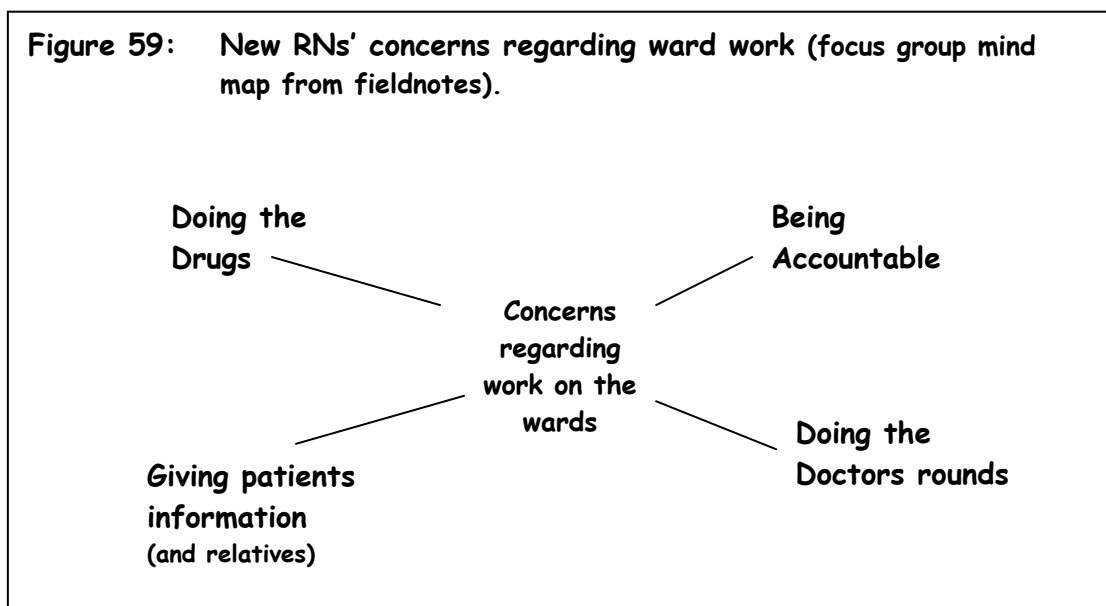 Figure 59: New RNs’ concerns regarding ward work (focus group mind
map from fieldnotes).
Doing the
Drugs
Being
Accountable
Concerns
regarding
work on the
wards
Giving patients
information
(and relatives)
Doing the
Doctors rounds